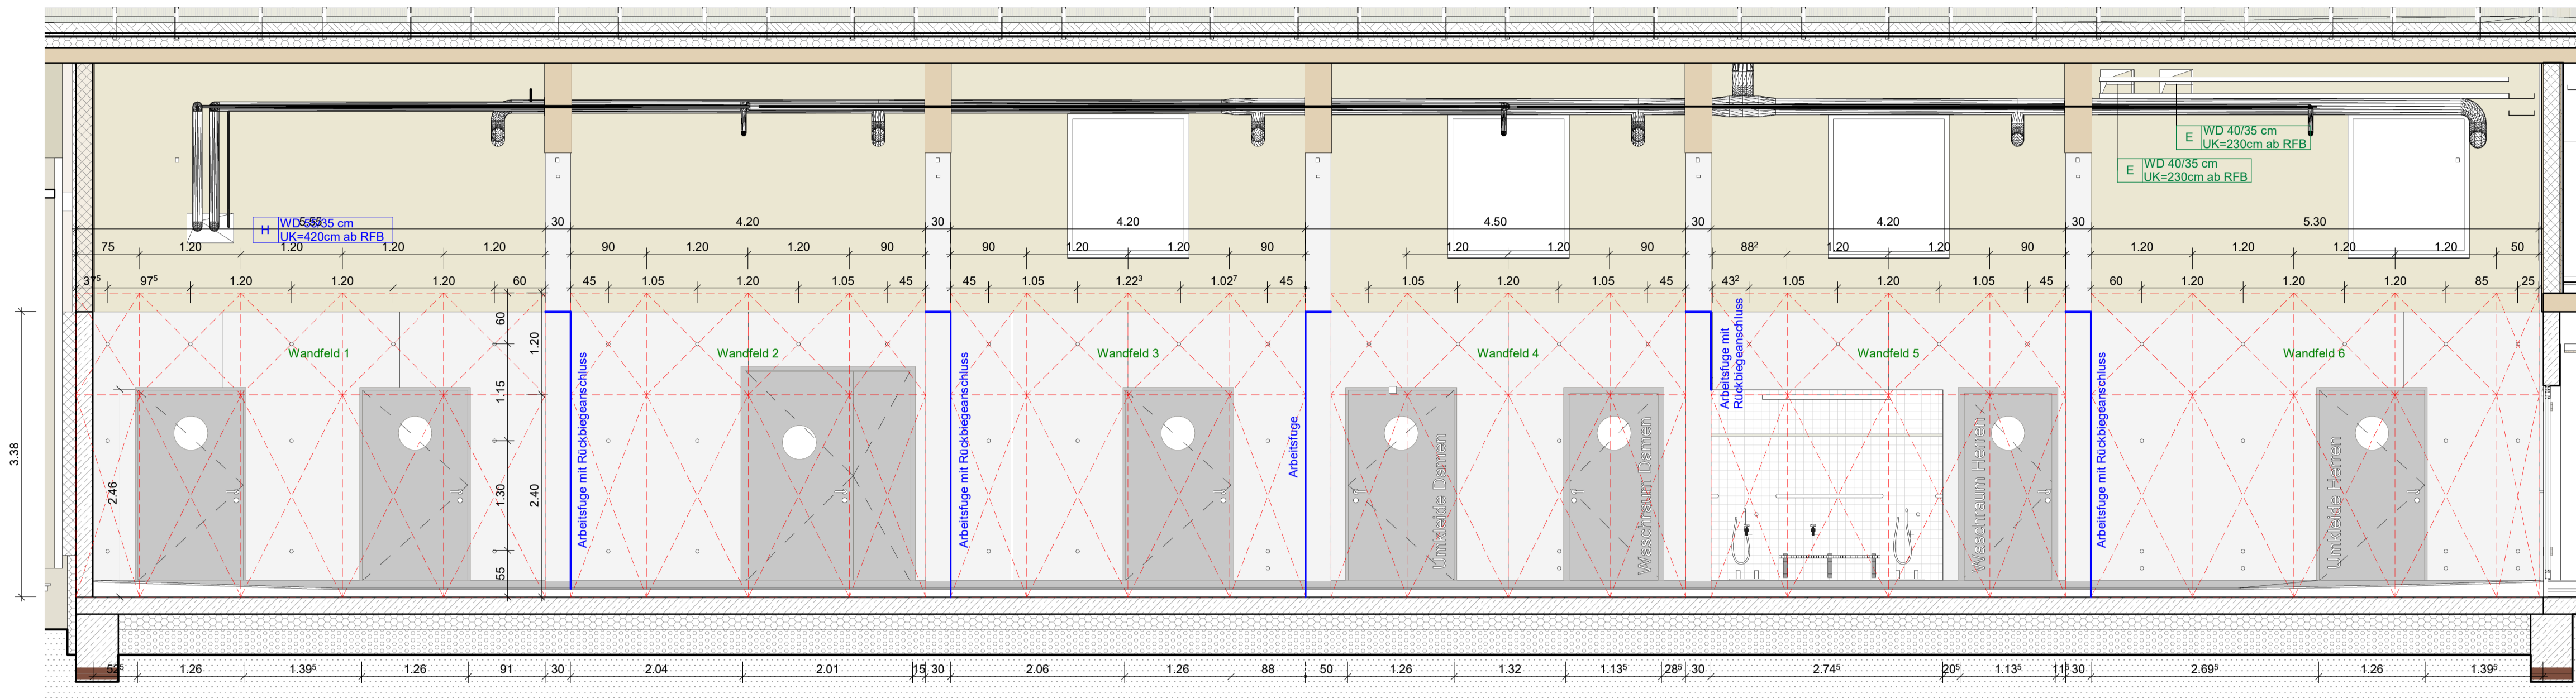 E WD 40/35 cm
UK=230cm ab RFB
E WD 40/35 cm
UK=230cm ab RFB
H WD 65/35 cm
UK=420cm ab RFB
5.55 30 4.20 30 4.20 4.50 30 4.20 30 5.30
75 1.20 1.20 1.20 1.20 90 1.20 1.20 90 90 1.20 1.20 90 1.20 1.20 90 88² 1.20 1.20 90 1.20 1.20 1.20 1.20 50
37⁵ 97⁵ 1.20 1.20 1.20 60 45 1.05 1.20 1.05 45 45 1.05 1.22³ 1.02⁷ 45 1.05 1.20 1.05 45 43² 1.05 1.20 1.05 45 60 1.20 1.20 1.20 85 25
60
1.20
1.15
1.30
2.40
55
2.46
3.38
Wandfeld 1
Wandfeld 2
Wandfeld 3
Wandfeld 4
Wandfeld 5
Wandfeld 6
Arbeitsfuge mit Rückbiegeanschluss
Arbeitsfuge mit Rückbiegeanschluss
Arbeitsfuge
Arbeitsfuge mit
Rückbiegeanschluss
Arbeitsfuge mit Rückbiegeanschluss
Umkleide Damen
Waschraum Damen
Waschraum Herren
Umkleide Herren
52⁵ 1.26 1.39⁵ 1.26 91 30 2.04 2.01 15 30 2.06 1.26 88 50 1.26 1.32 1.13⁵ 28⁵ 30 2.74⁵ 20⁵ 1.13⁵ 11⁵ 30 2.69⁵ 1.26 1.39⁵